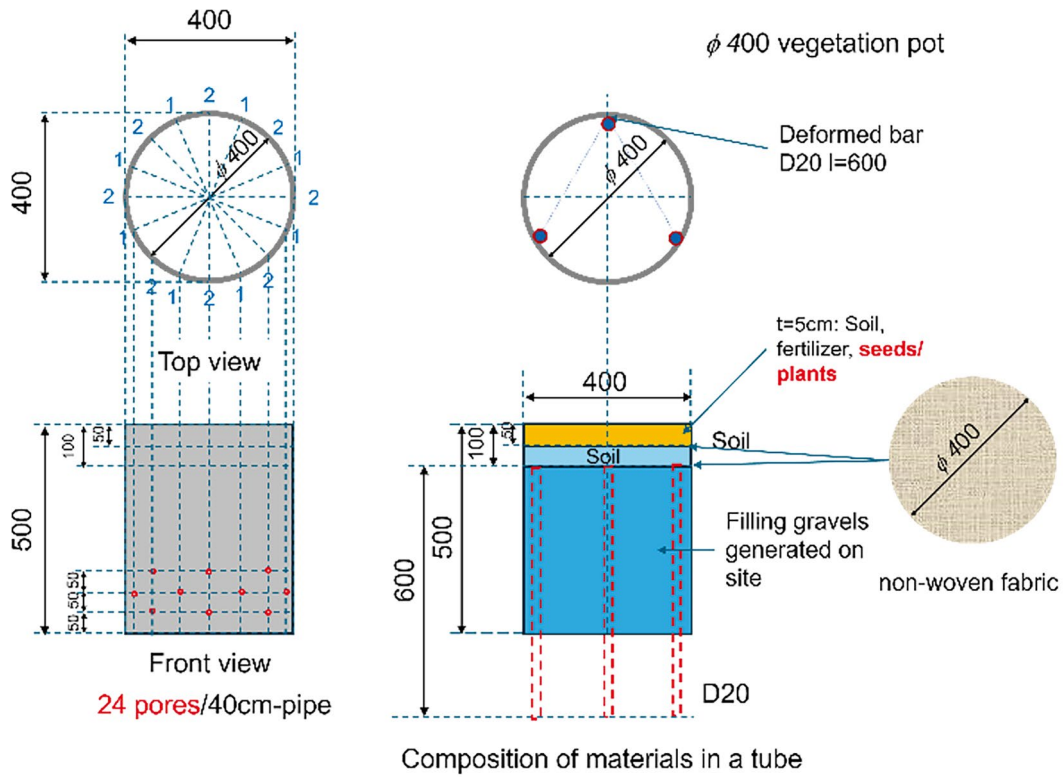 400
ϕ 400 vegetation pot
1
2
1
2
2
1
1
2
2
1
1
2
2
1
2
1
400
ϕ 400
Top view
ϕ 400
Deformed bar
D20 l=600
500
100
50
50
50
50
Front view
24 pores/40cm-pipe
t=5cm: Soil,
fertilizer, seeds/
plants
400
100
50
500
600
Soil
Soil
Filling gravels
generated on
site
D20
ϕ 400
non-woven fabric
Composition of materials in a tube